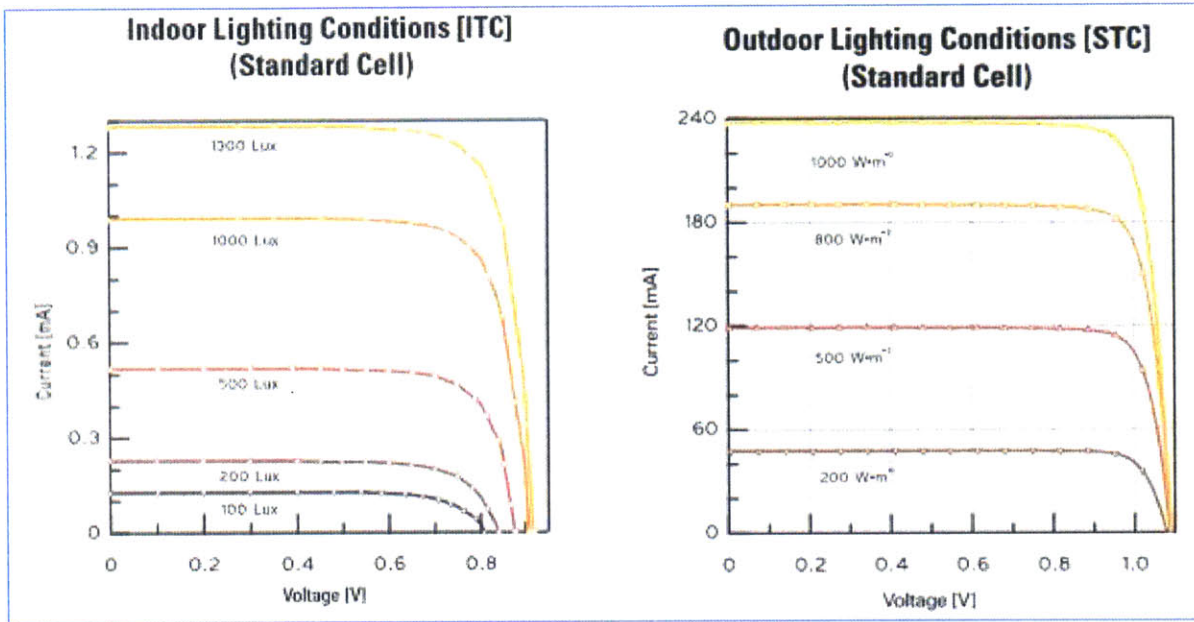 Indoor Lighting Conditions [ITC]
(Standard Cell)
1.2
0.9
0.6
0.3
0
Current [mA]
1300 Lux
1000 Lux
500 Lux
200 Lux
100 Lux
0
0.2
0.4
0.6
0.8
Voltage [V]
Outdoor Lighting Conditions [STC]
(Standard Cell)
240
180
120
60
0
Current [mA]
1000 W•m
800 W•m
500 W•m
200 W•m
0
200
0.4
0.6
0.8
1.0
Voltage [V]